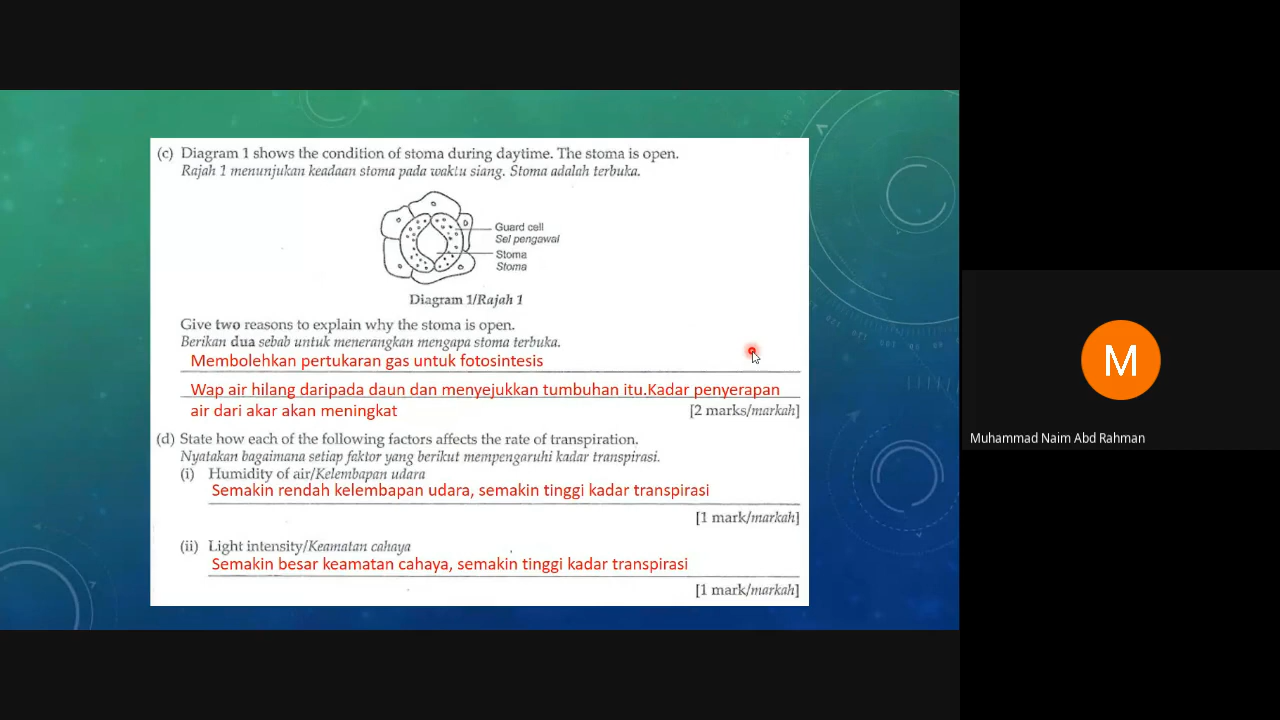 (c) Diagram 1 shows the condition of stoma during daytime. The stoma is open.
Rajah 1 menunjukan keadaan stoma pada waktu siang. Stoma adalah terbuka.
Guard cell
Sel pengawal
Stoma
Stoma
Diagram 1/Rajah 1
Give two reasons to explain why the stoma is open.
Berikan dua sebab untuk menerangkan mengapa stoma terbuka.
Membolehkan pertukaran gas untuk fotosintesis
Wap air hilang daripada daun dan menyejukkan tumbuhan itu.Kadar penyerapan
air dari akar akan meningkat
[2 marks/markah]
(d) State how each of the following factors affects the rate of transpiration.
Nyatakan bagaimana setiap faktor yang berikut mempengaruhi kadar transpirasi.
(i) Humidity of air/Kelembapan udara
Semakin rendah kelembapan udara, semakin tinggi kadar transpirasi
[1 mark/markah]
(ii) Light intensity/Keamatan cahaya
Semakin besar keamatan cahaya, semakin tinggi kadar transpirasi
[1 mark/markah]
M
Muhammad Naim Abd Rahman